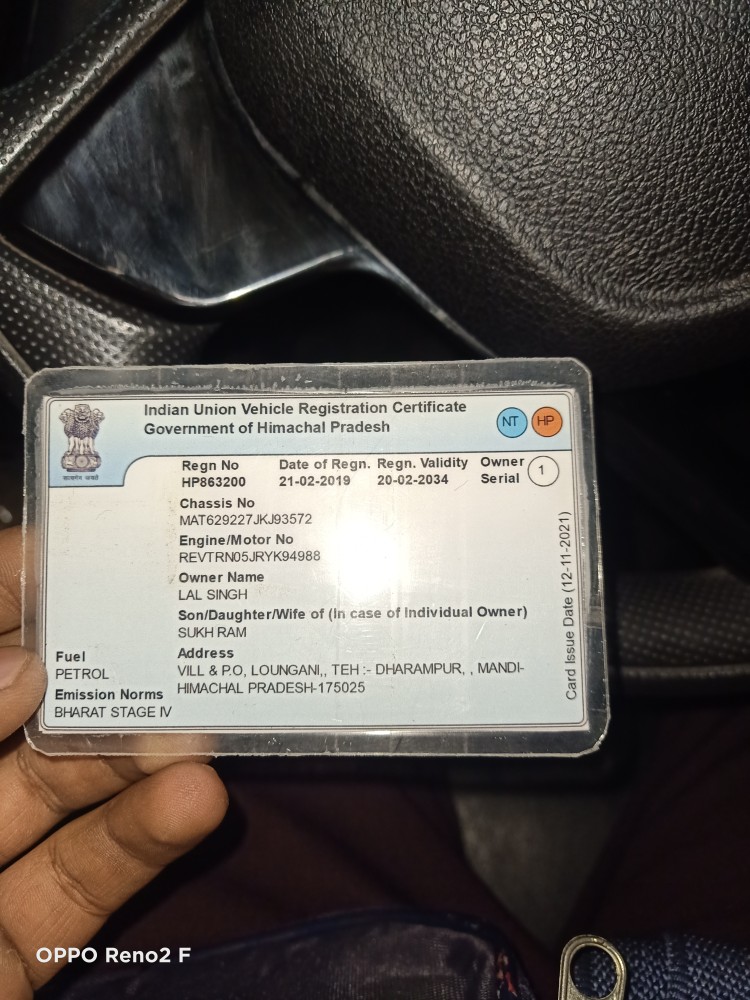 Indian Union Vehicle Registration Certificate
Government of Himachal Pradesh
NT HP
Regn No Date of Regn. Regn. Validity Owner Serial 1
HP863200 21-02-2019 20-02-2034
Chassis No
MAT629227JKJ93572
Engine/Motor No
REVTRN05JRYK94988
Owner Name
LAL SINGH
Son/Daughter/Wife of (In case of Individual Owner)
SUKH RAM
Fuel
PETROL
Emission Norms
BHARAT STAGE IV
Address
VILL & P.O, LOUNGANI,, TEH :- DHARAMPUR, , MANDI-
HIMACHAL PRADESH-175025
Card Issue Date (12-11-2021)
OPPO Reno2 F